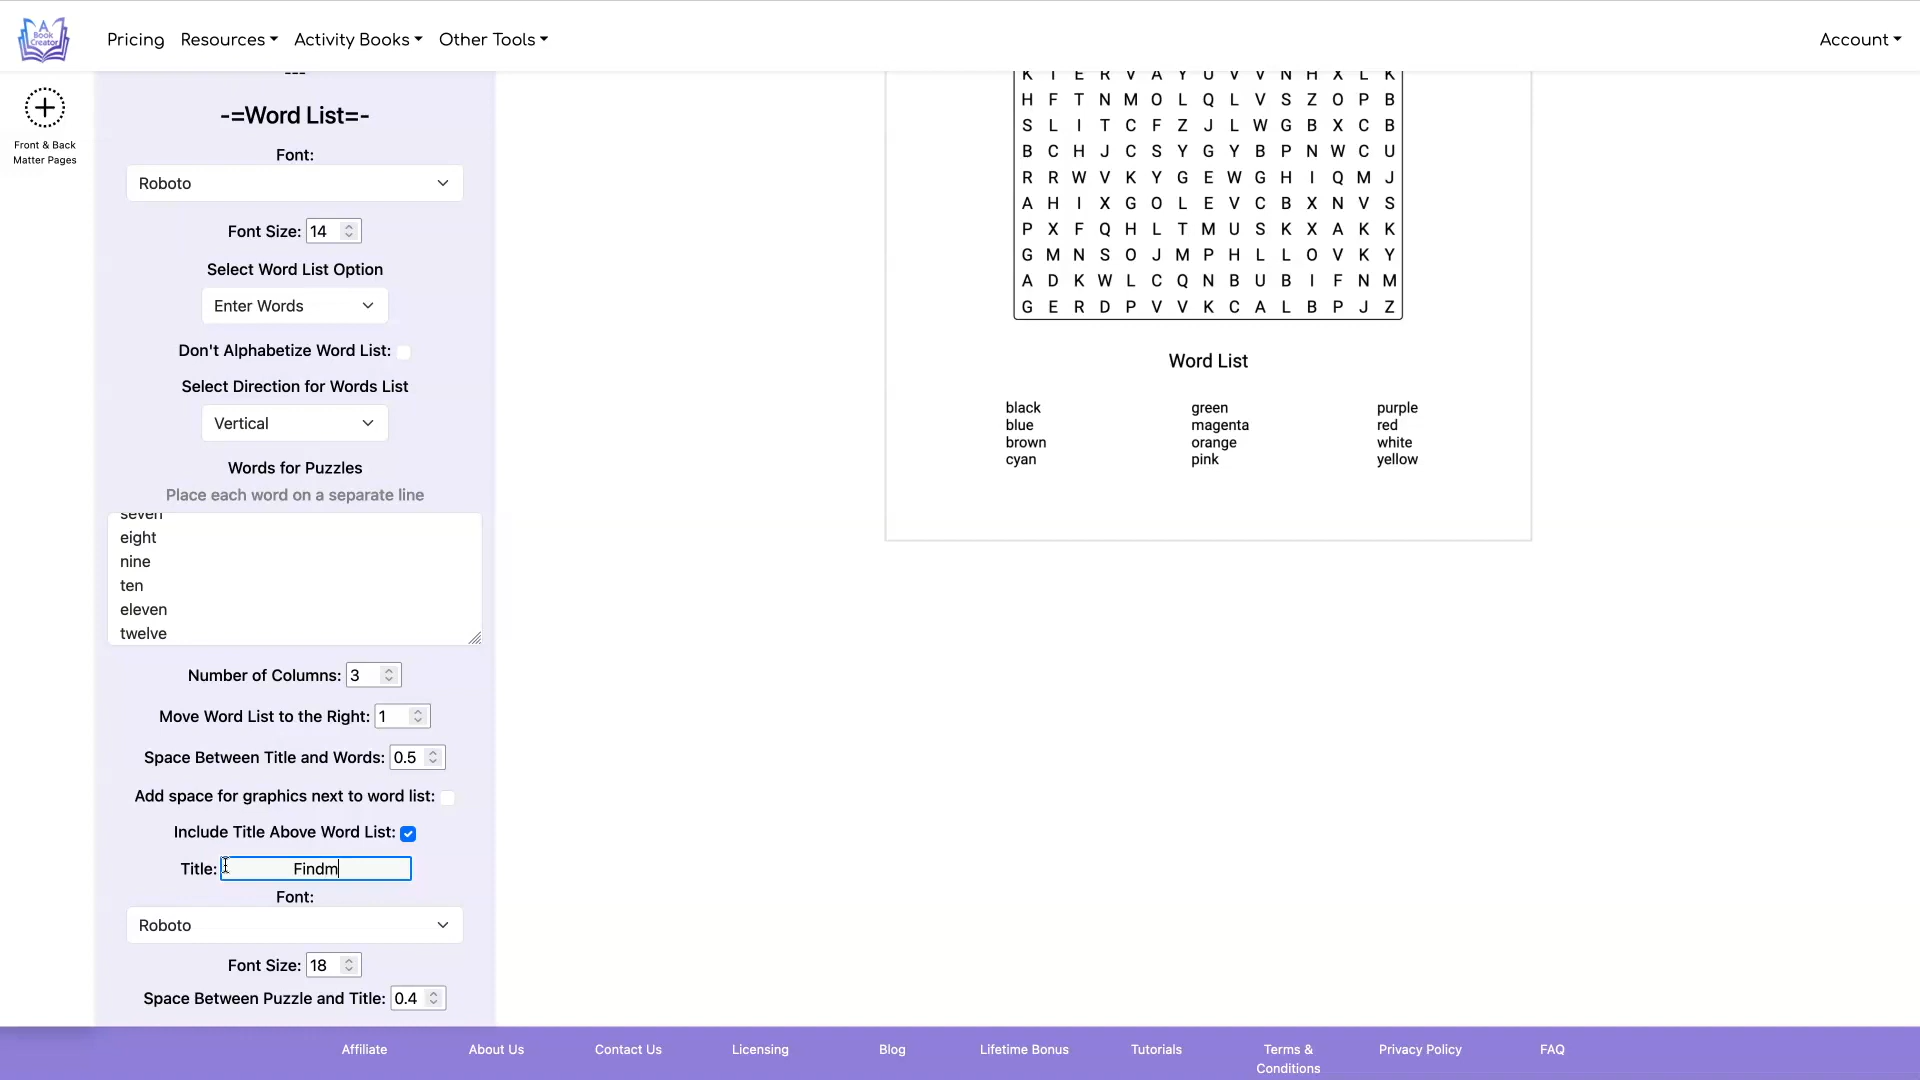 A
Book
Creator
Pricing
Resources
Activity Books
Other Tools
Account
Front & Back
Matter Pages
-=Word List=-
Font:
Roboto
Font Size: 14
Select Word List Option
Enter Words
Don't Alphabetize Word List:
Select Direction for Words List
Vertical
Words for Puzzles
Place each word on a separate line
seven
eight
nine
ten
eleven
twelve
Number of Columns: 3
Move Word List to the Right: 1
Space Between Title and Words: 0.5
Add space for graphics next to word list:
Include Title Above Word List:
Title: Findm
Font:
Roboto
Font Size: 18
Space Between Puzzle and Title: 0.4
K I E R V A Y U V V N H X L K
H F T N M O L Q L V S Z O P B
S L I T C F Z J L W G B X C B
B C H J C S Y G Y B P N W C U
R R W V K Y G E W G H I Q M J
A H I X G O L E V C B X N V S
P X F Q H L T M U S K X A K K
G M N S O J M P H L L O V K Y
A D K W L C Q N B U B I F N M
G E R D P V V K C A L B P J Z
Word List
black green purple
blue magenta red
brown orange white
cyan pink yellow
Affiliate
About Us
Contact Us
Licensing
Blog
Lifetime Bonus
Tutorials
Terms &
Conditions
Privacy Policy
FAQ